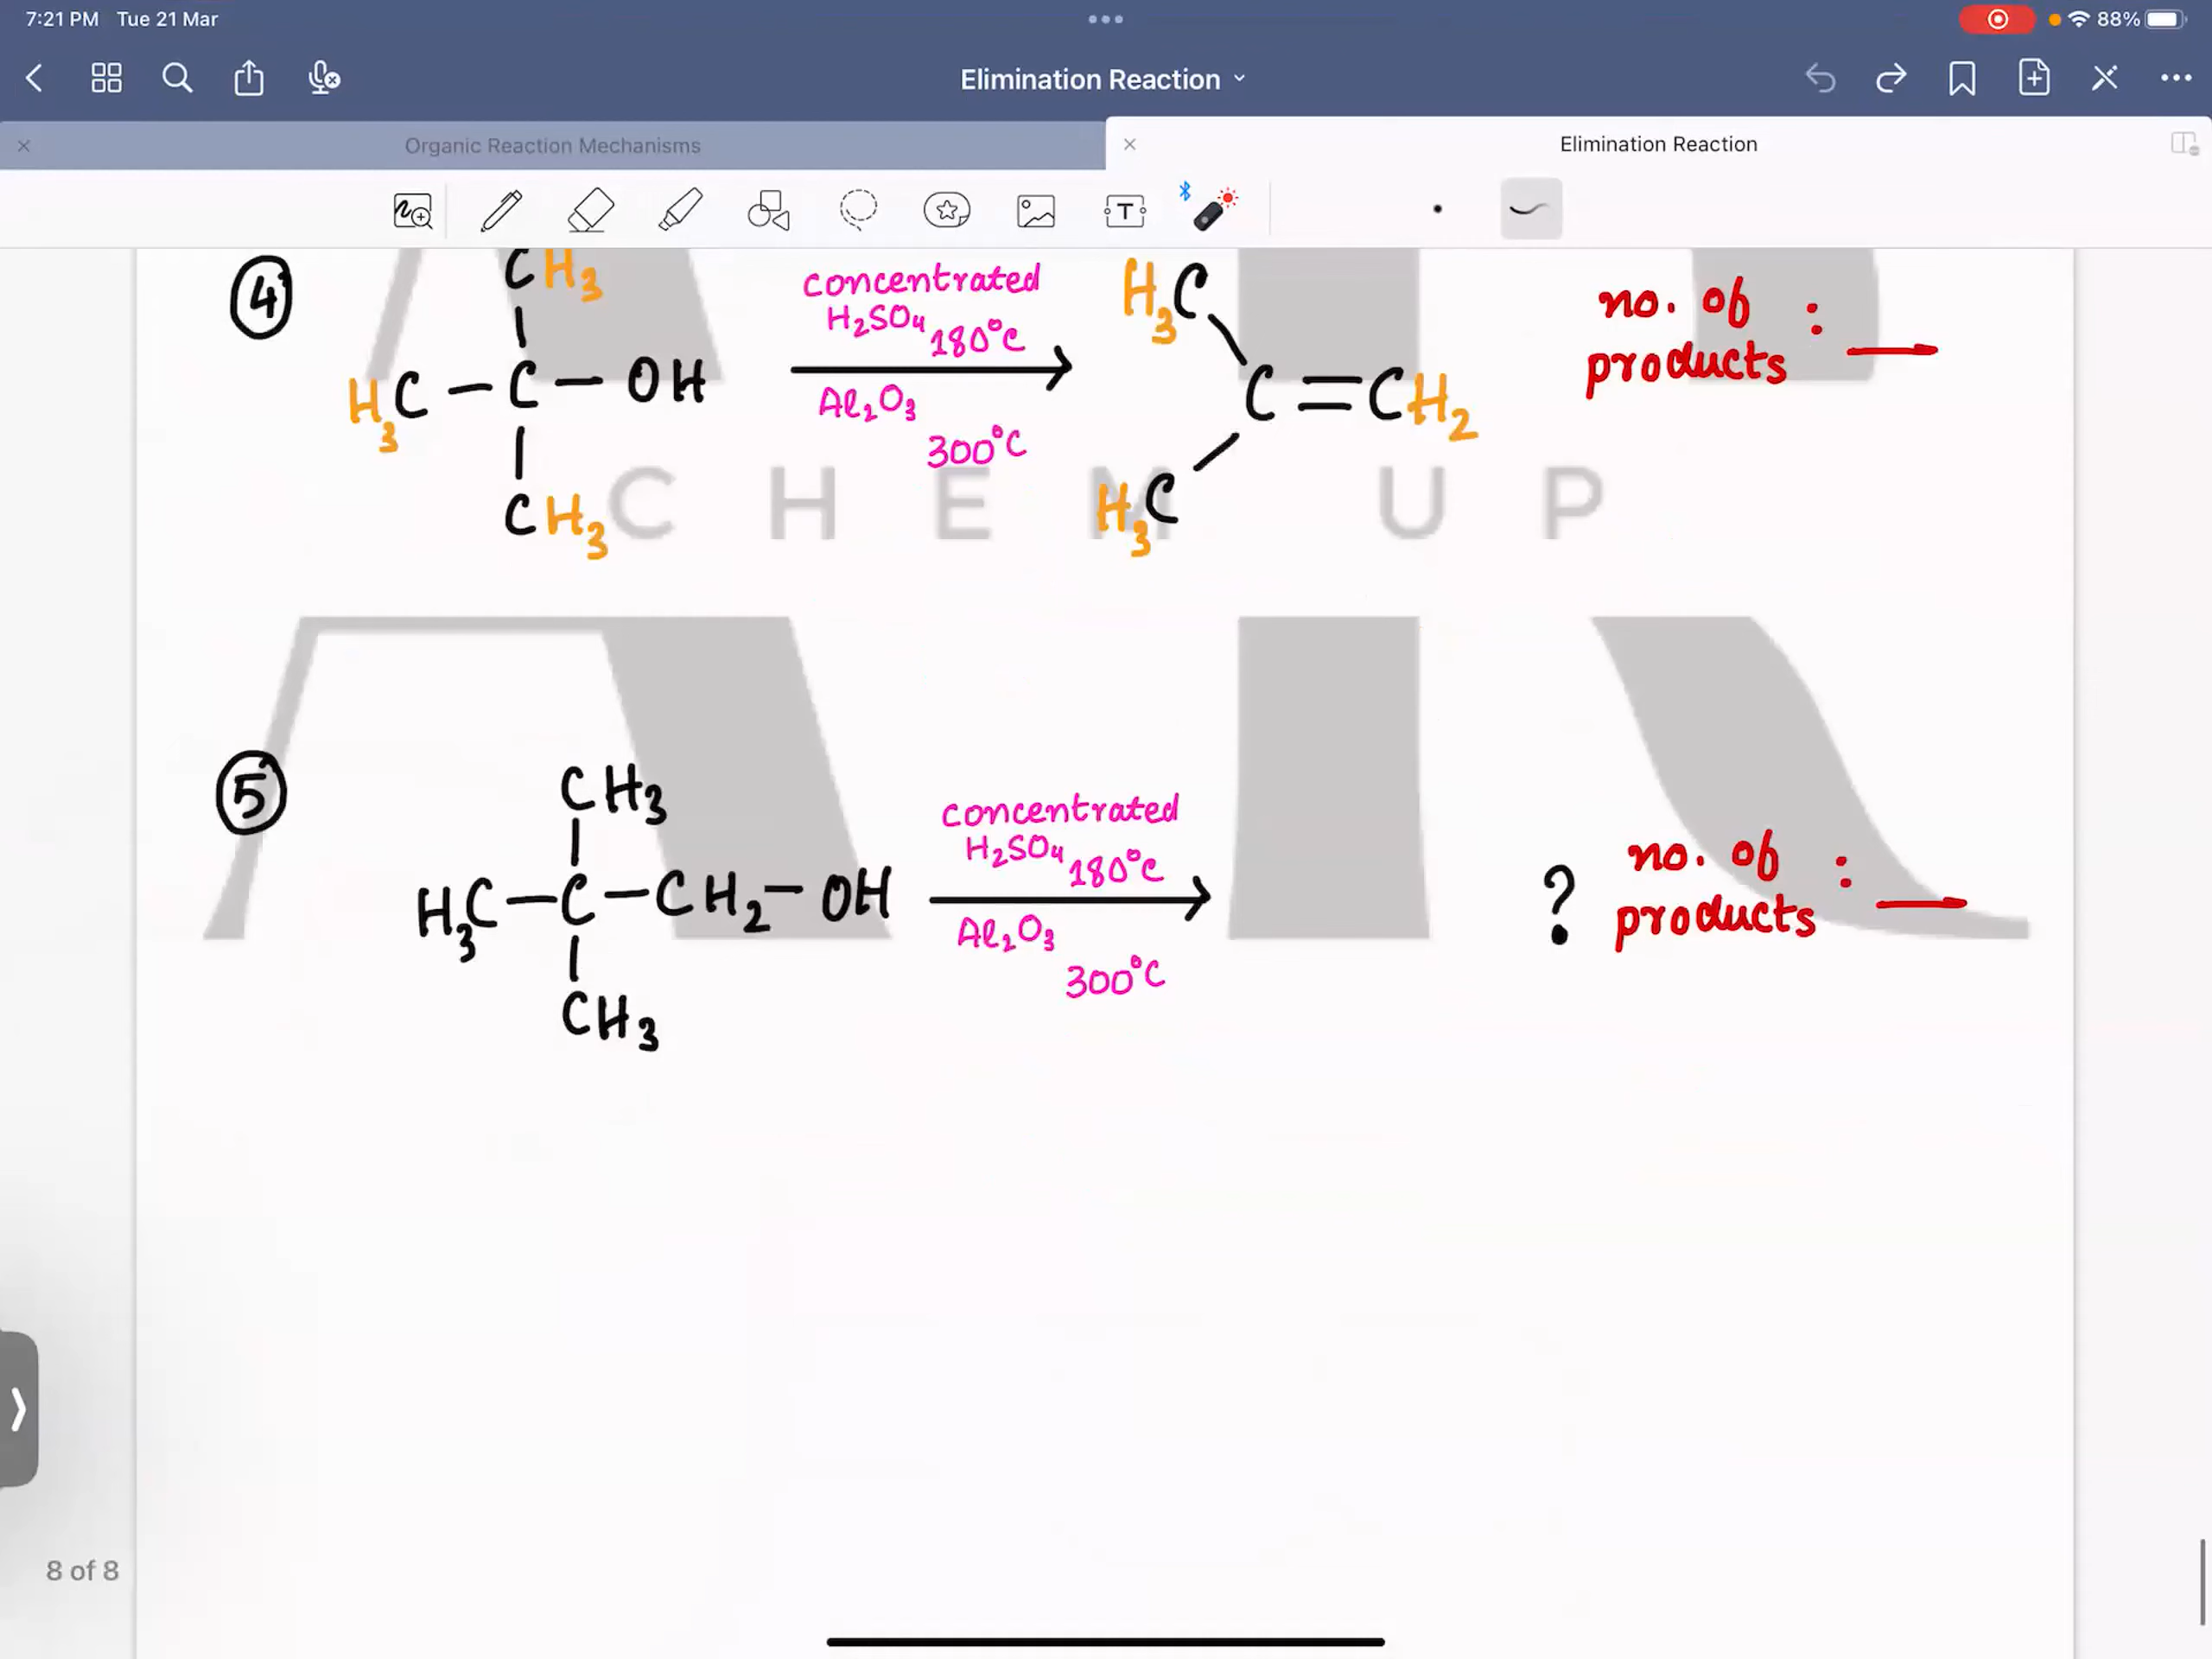 7:21 PM Tue 21 Mar
88%
Elimination Reaction
Organic Reaction Mechanisms
Elimination Reaction
T
4
CH3
H3C - C - OH
CH3
concentrated
H2SO4 180°C
Al2O3
300°C
H3C
C = CH2
H3C
no. of
products : __
CHEM UP
5
CH3
H3C - C - CH2 - OH
CH3
concentrated
H2SO4 180°C
Al2O3
300°C
?
no. of
products : __
8 of 8